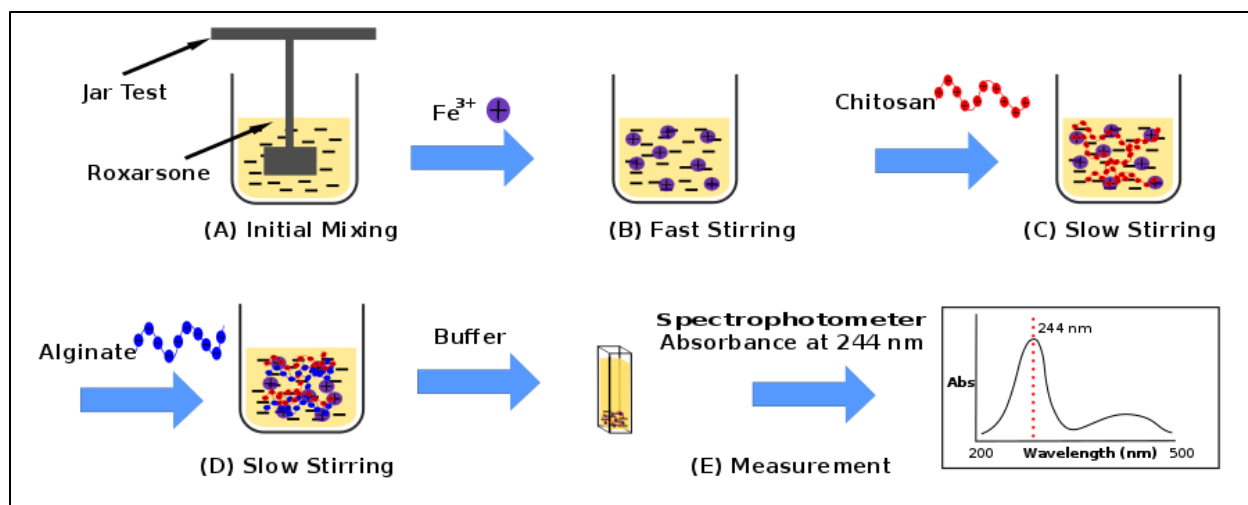 Jar Test
Roxarsone
(A) Initial Mixing
Fe3+ +
(B) Fast Stirring
Chitosan
(C) Slow Stirring
Alginate
(D) Slow Stirring
Buffer
Spectrophotometer
Absorbance at 244 nm
(E) Measurement
244 nm
Abs
200 Wavelength (nm) 500